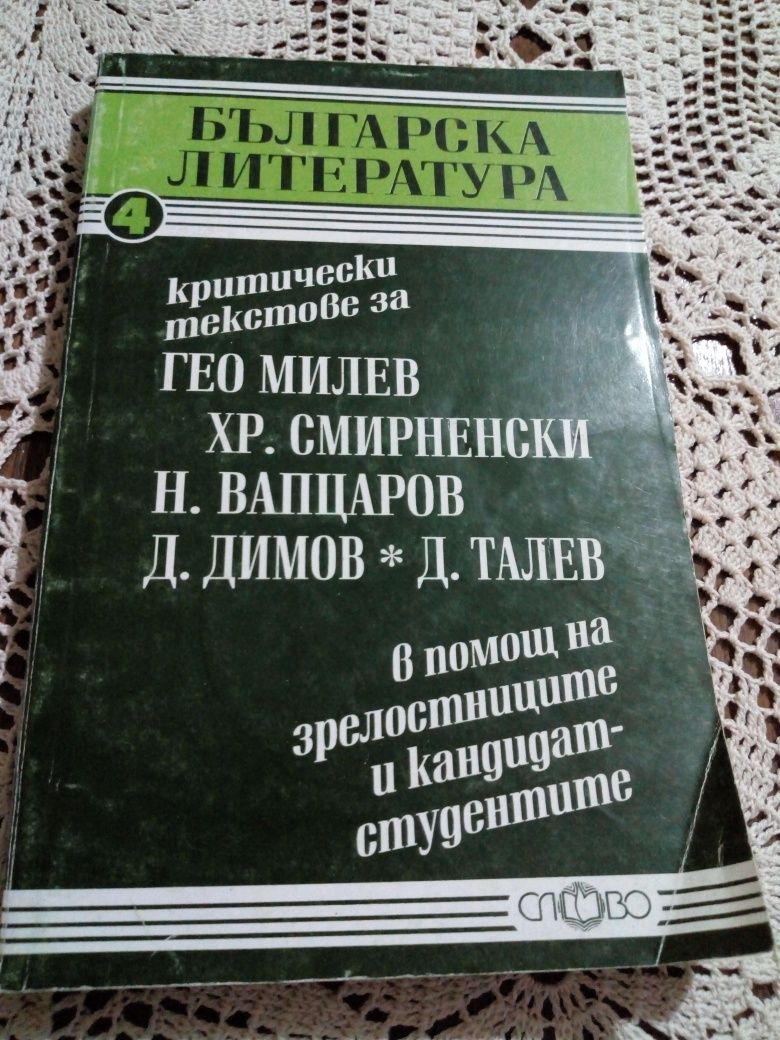 БЪЛГАРСКА
ЛИТЕРАТУРА
4
критически
текстове за
ГЕО МИЛЕВ
ХР. СМИРНЕНСКИ
Н. ВАПЦАРОВ
Д. ДИМОВ * Д. ТАЛЕВ
в помощ на
зрелостниците
и кандидат-
студентите
СЛОВО